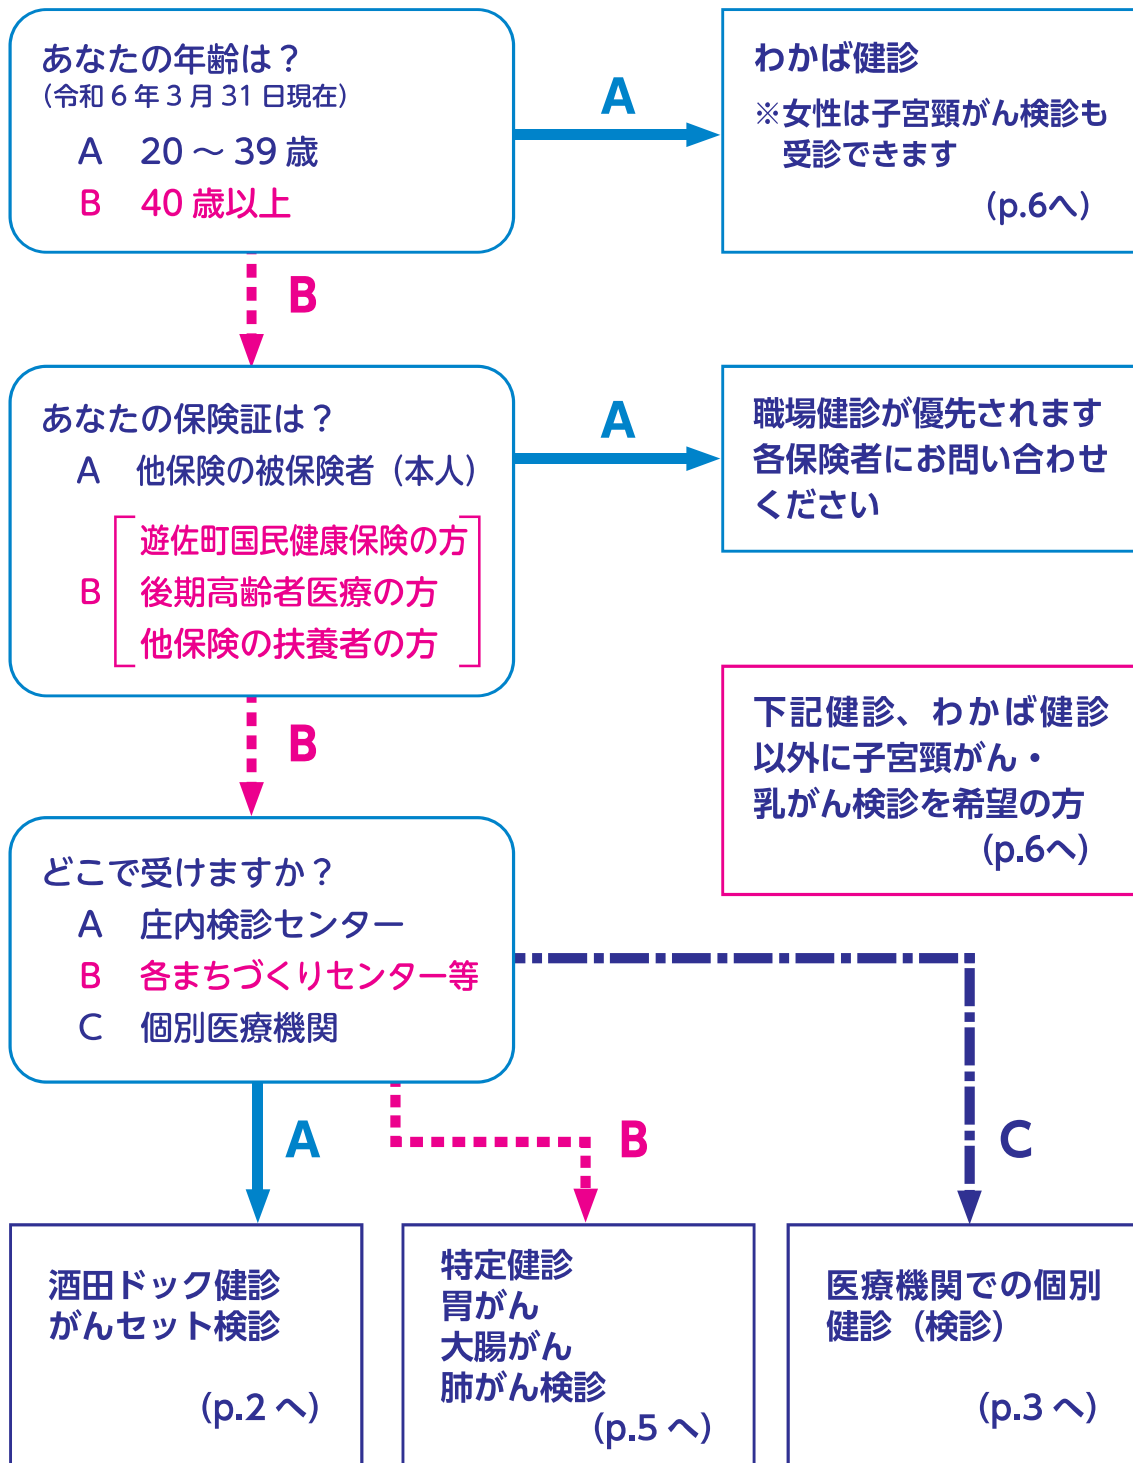 あなたの年齢は？
（令和６年３月31日現在）
A　20～39歳
B　40歳以上
A
わかば健診
※女性は子宮頸がん検診も
受診できます
（p.6へ）
B
あなたの保険証は？
A　他保険の被保険者（本人）
遊佐町国民健康保険の方
B　後期高齢者医療の方
他保険の扶養者の方
A
職場健診が優先されます
各保険者にお問い合わせ
ください
B
下記健診、わかば健診
以外に子宮頸がん・
乳がん検診を希望の方
（p.6へ）
どこで受けますか？
A　庄内検診センター
B　各まちづくりセンター等
C　個別医療機関
A
B
C
酒田ドック健診
がんセット検診
（p.2へ）
特定健診
胃がん
大腸がん
肺がん検診
（p.5へ）
医療機関での個別
健診（検診）
（p.3へ）